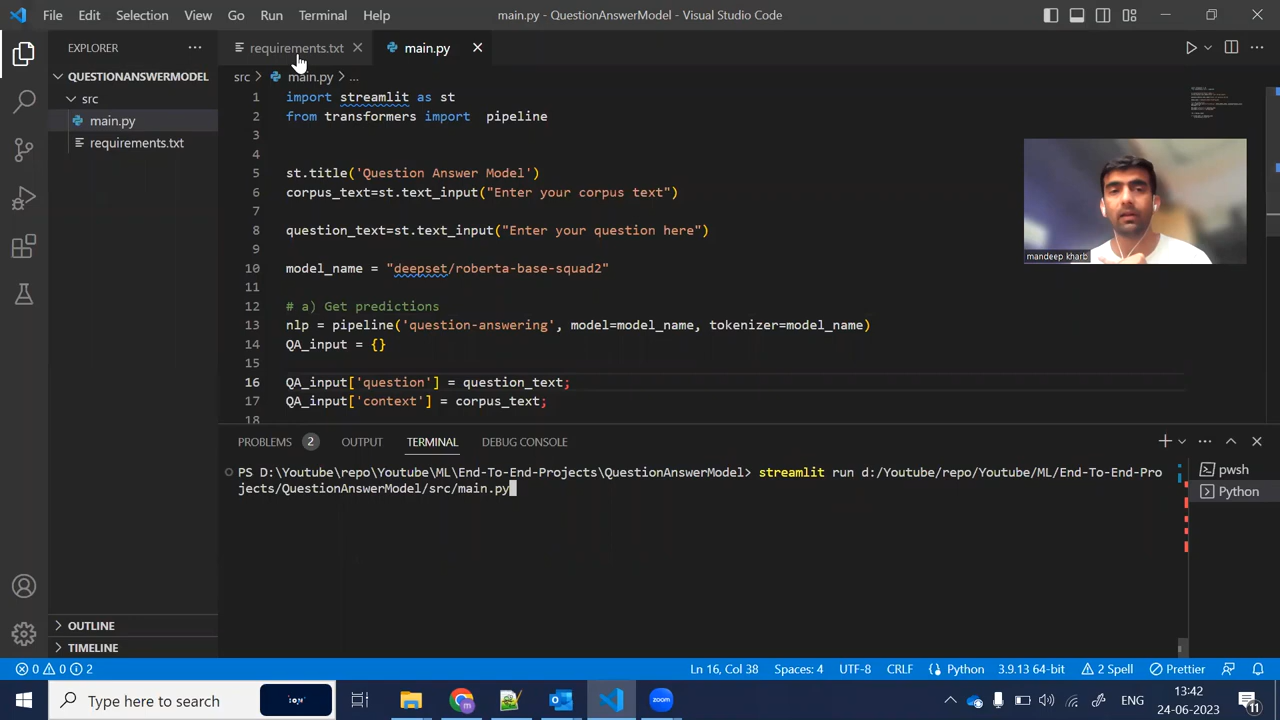 File Edit Selection View Go Run Terminal Help
main.py - QuestionAnswerModel - Visual Studio Code
EXPLORER
QUESTIONANSWERMODEL
src
main.py
requirements.txt
requirements.txt main.py
src > main.py > ...
1 import streamlit as st
2 from transformers import  pipeline
3
4
5 st.title('Question Answer Model')
6 corpus_text=st.text_input("Enter your corpus text")
7
8 question_text=st.text_input("Enter your question here")
9
10 model_name = "deepset/roberta-base-squad2"
11
12 # a) Get predictions
13 nlp = pipeline('question-answering', model=model_name, tokenizer=model_name)
14 QA_input = {}
15
16 QA_input['question'] = question_text;
17 QA_input['context'] = corpus_text;
18
mandeep kharb
PROBLEMS 2 OUTPUT TERMINAL DEBUG CONSOLE
PS D:\Youtube\repo\Youtube\ML\End-To-End-Projects\QuestionAnswerModel> streamlit run d:/Youtube/repo/Youtube/ML/End-To-End-Pro
jects/QuestionAnswerModel/src/main.py
pwsh
Python
OUTLINE
TIMELINE
0 0 2 Ln 16, Col 38 Spaces: 4 UTF-8 CRLF Python 3.9.13 64-bit 2 Spell Prettier
Type here to search
m
zoom
ENG
13:42
24-06-2023
11